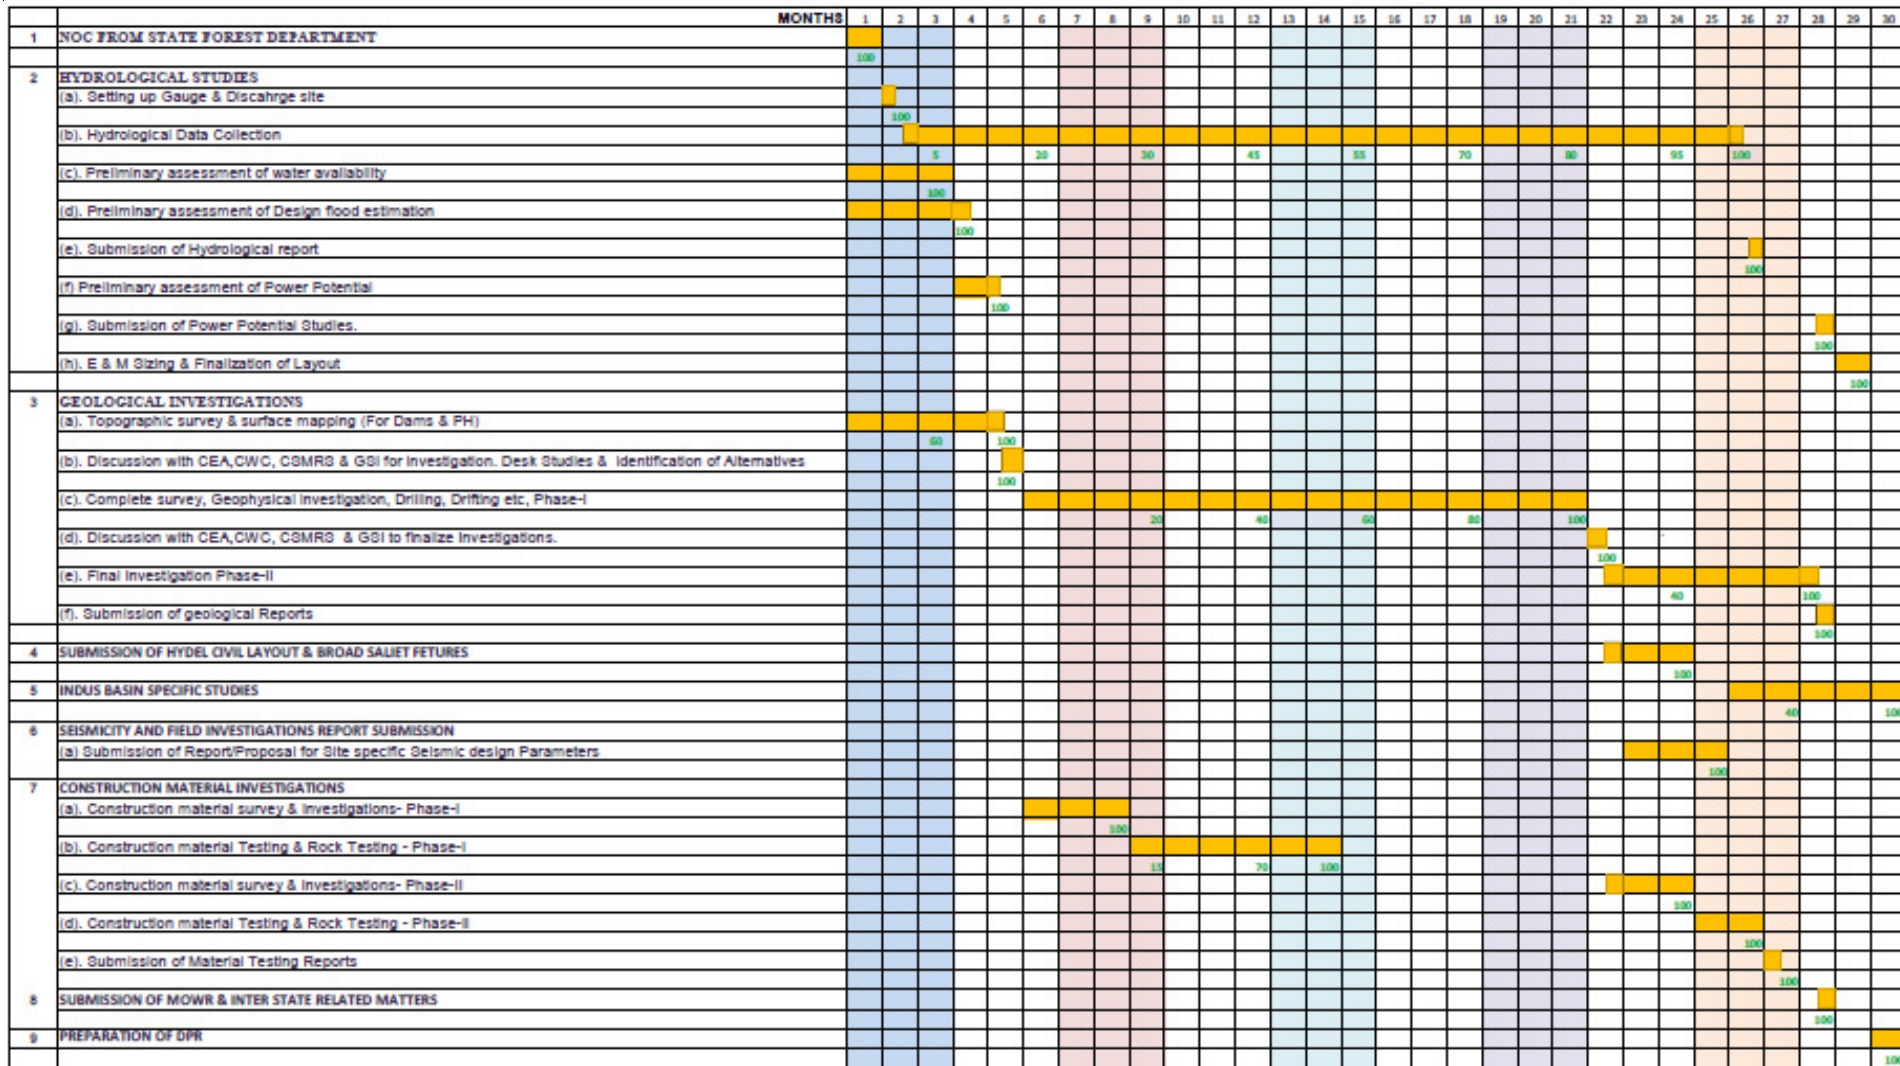 MONTHS 1 2 3 4 5 6 7 8 9 10 11 12 13 14 15 16 17 18 19 20 21 22 23 24 25 26 27 28 29 30
1 NOC FROM STATE FOREST DEPARTMENT
100
2 HYDROLOGICAL STUDIES
(a). Setting up Gauge & Discahrge site
100
(b). Hydrological Data Collection
5 20 30 45 55 70 80 95 100
(c). Preliminary assessment of water availability
100
(d). Preliminary assessment of Design flood estimation
100
(e). Submission of Hydrological report
100
(f) Preliminary assessment of Power Potential
100
(g). Submission of Power Potential Studies.
100
(h). E & M Sizing & Finalization of Layout
100
3 GEOLOGICAL INVESTIGATIONS
(a). Topographic survey & surface mapping (For Dams & PH)
60 100
(b). Discussion with CEA,CWC, CSMRS & GSI for Investigation. Desk Studies & Identification of Alternatives
100
(c). Complete survey, Geophysical Investigation, Drilling, Drifting etc, Phase-I
20 40 60 80 100
(d). Discussion with CEA,CWC, CSMRS & GSI to finalize Investigations.
100
(e). Final Investigation Phase-II
40 100
(f). Submission of geological Reports
100
4 SUBMISSION OF HYDEL CIVIL LAYOUT & BROAD SALIET FETURES
100
5 INDUS BASIN SPECIFIC STUDIES
40 100
6 SEISMICITY AND FIELD INVESTIGATIONS REPORT SUBMISSION
(a) Submission of Report/Proposal for Site specific Seismic design Parameters
100
7 CONSTRUCTION MATERIAL INVESTIGATIONS
(a). Construction material survey & Investigations- Phase-I
100
(b). Construction material Testing & Rock Testing - Phase-I
15 70 100
(c). Construction material survey & Investigations- Phase-II
100
(d). Construction material Testing & Rock Testing - Phase-II
100
(e). Submission of Material Testing Reports
100
8 SUBMISSION OF MOWR & INTER STATE RELATED MATTERS
100
9 PREPARATION OF DPR
100